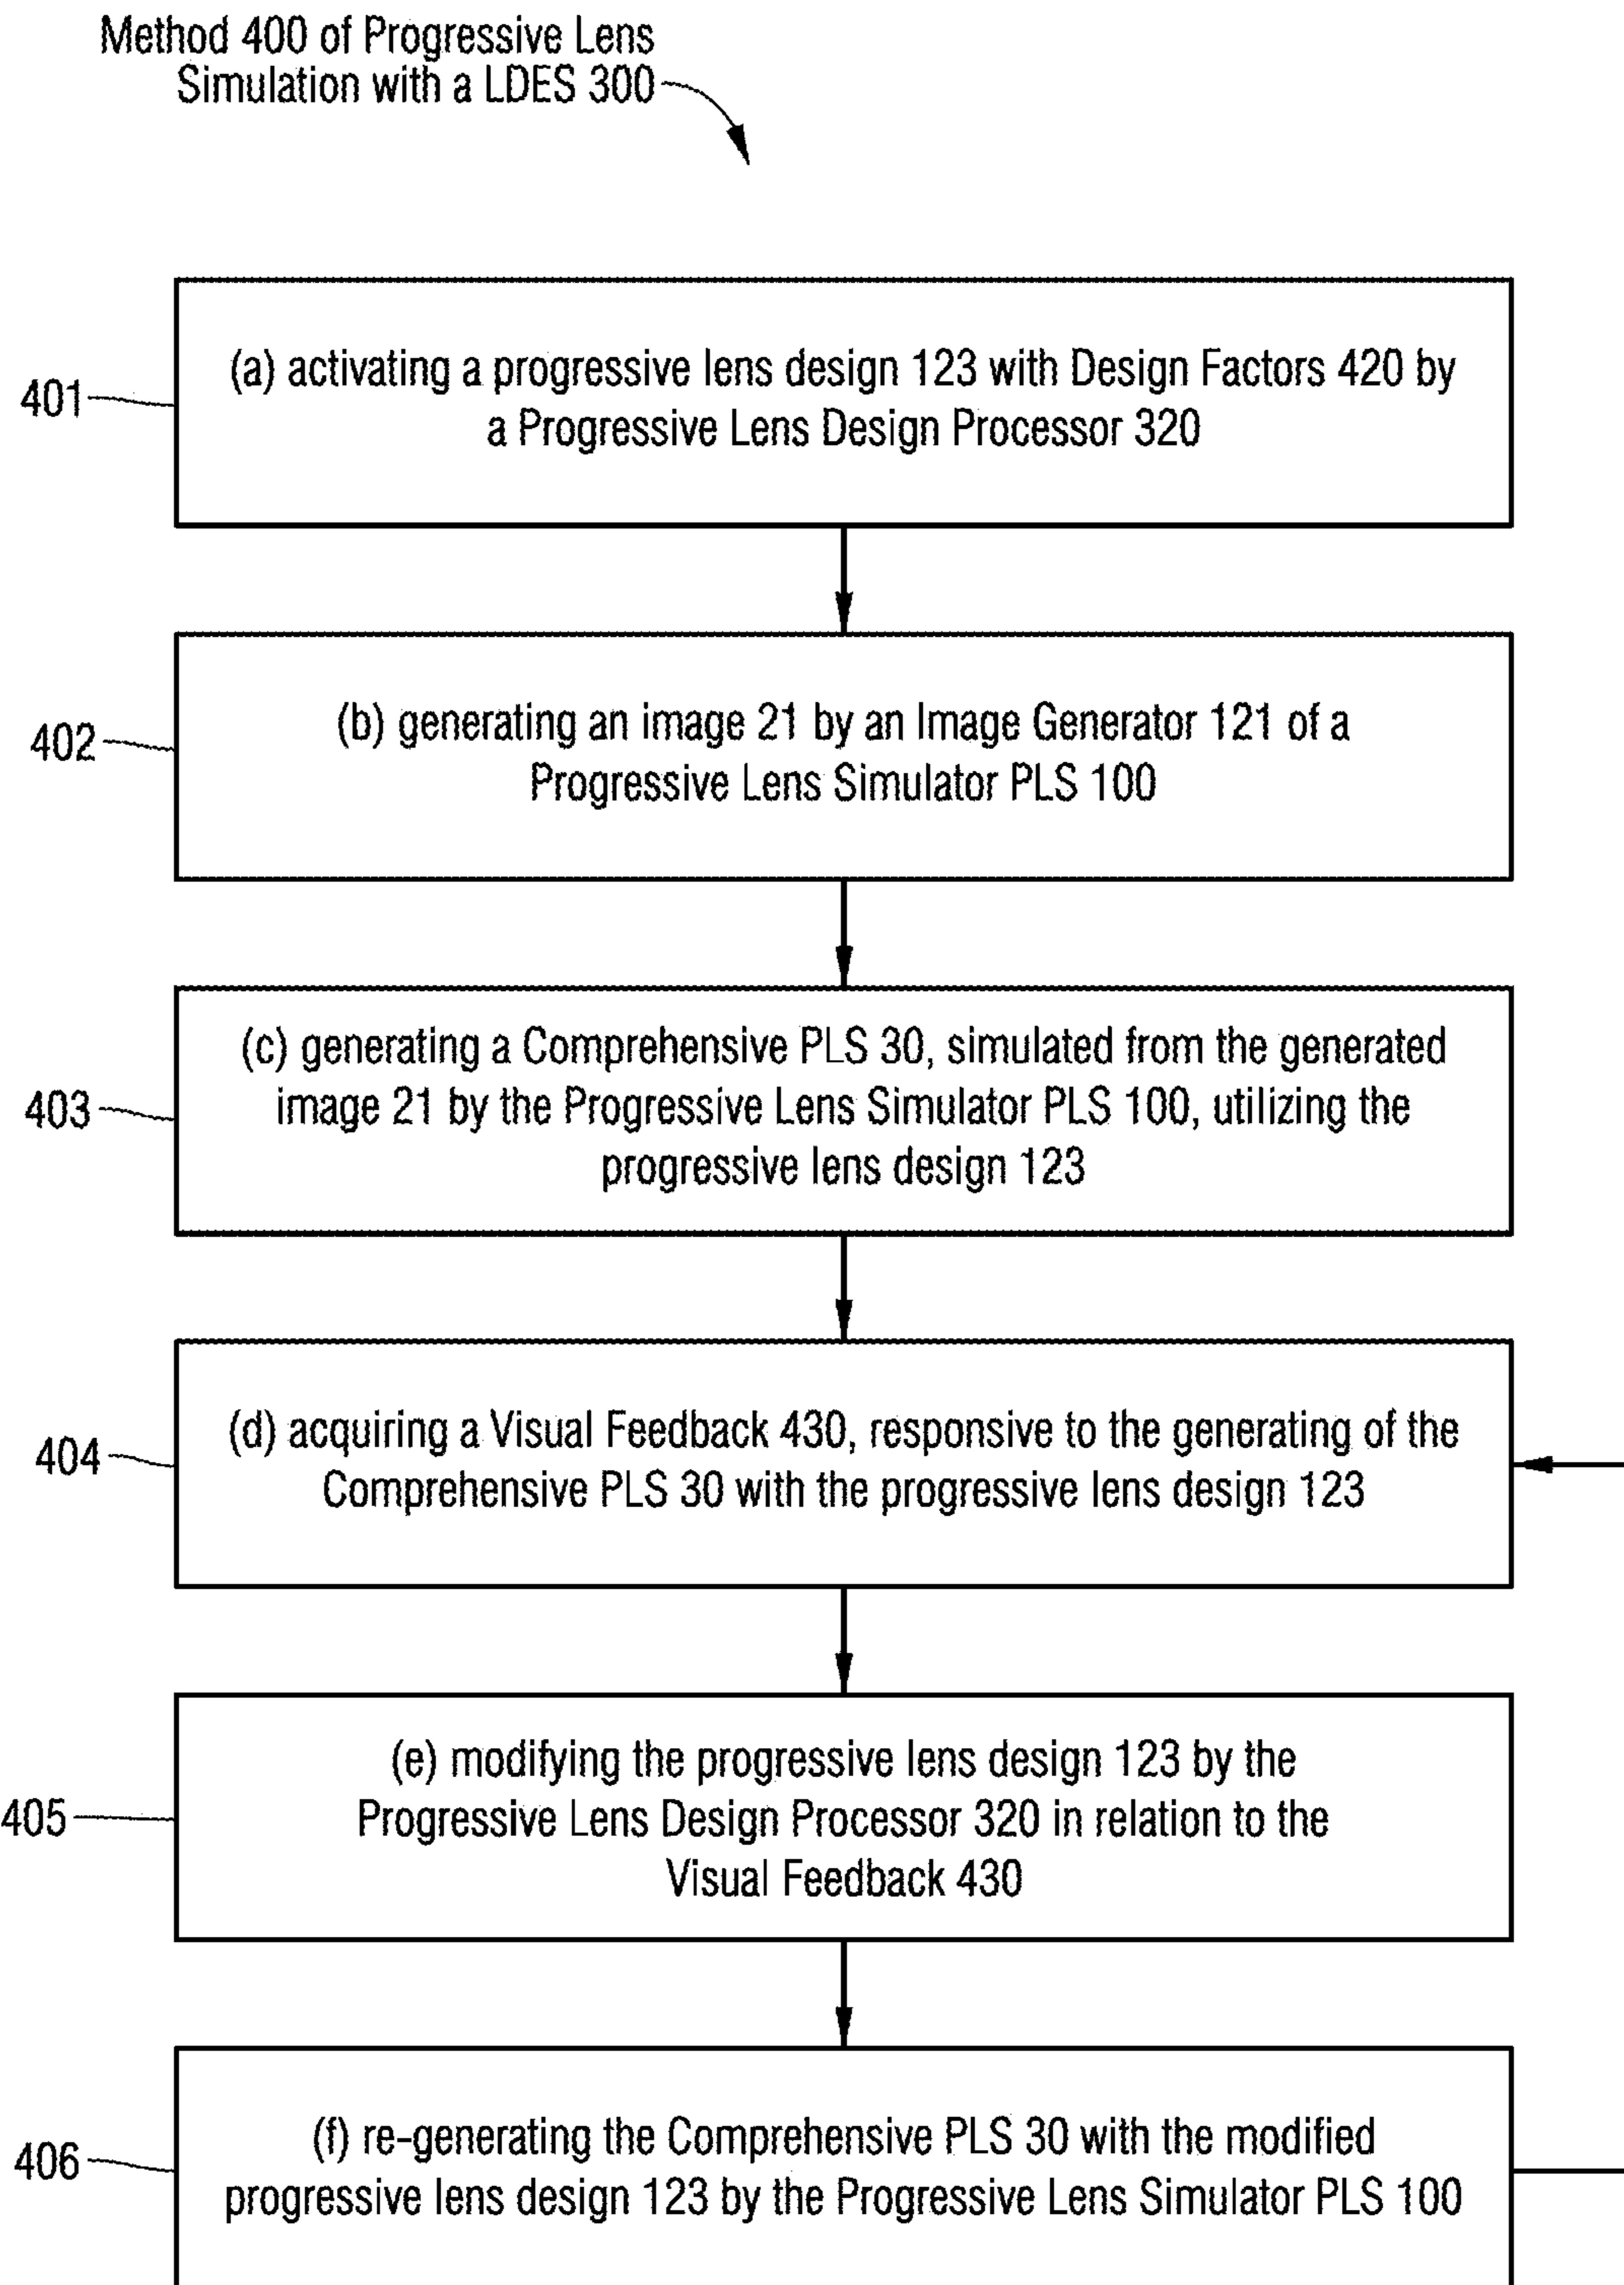 Method 400 of Progressive Lens
Simulation with a LDES 300
401
(a) activating a progressive lens design 123 with Design Factors 420 by
a Progressive Lens Design Processor 320
402
(b) generating an image 21 by an Image Generator 121 of a
Progressive Lens Simulator PLS 100
403
(c) generating a Comprehensive PLS 30, simulated from the generated
image 21 by the Progressive Lens Simulator PLS 100, utilizing the
progressive lens design 123
404
(d) acquiring a Visual Feedback 430, responsive to the generating of the
Comprehensive PLS 30 with the progressive lens design 123
405
(e) modifying the progressive lens design 123 by the
Progressive Lens Design Processor 320 in relation to the
Visual Feedback 430
406
(f) re-generating the Comprehensive PLS 30 with the modified
progressive lens design 123 by the Progressive Lens Simulator PLS 100